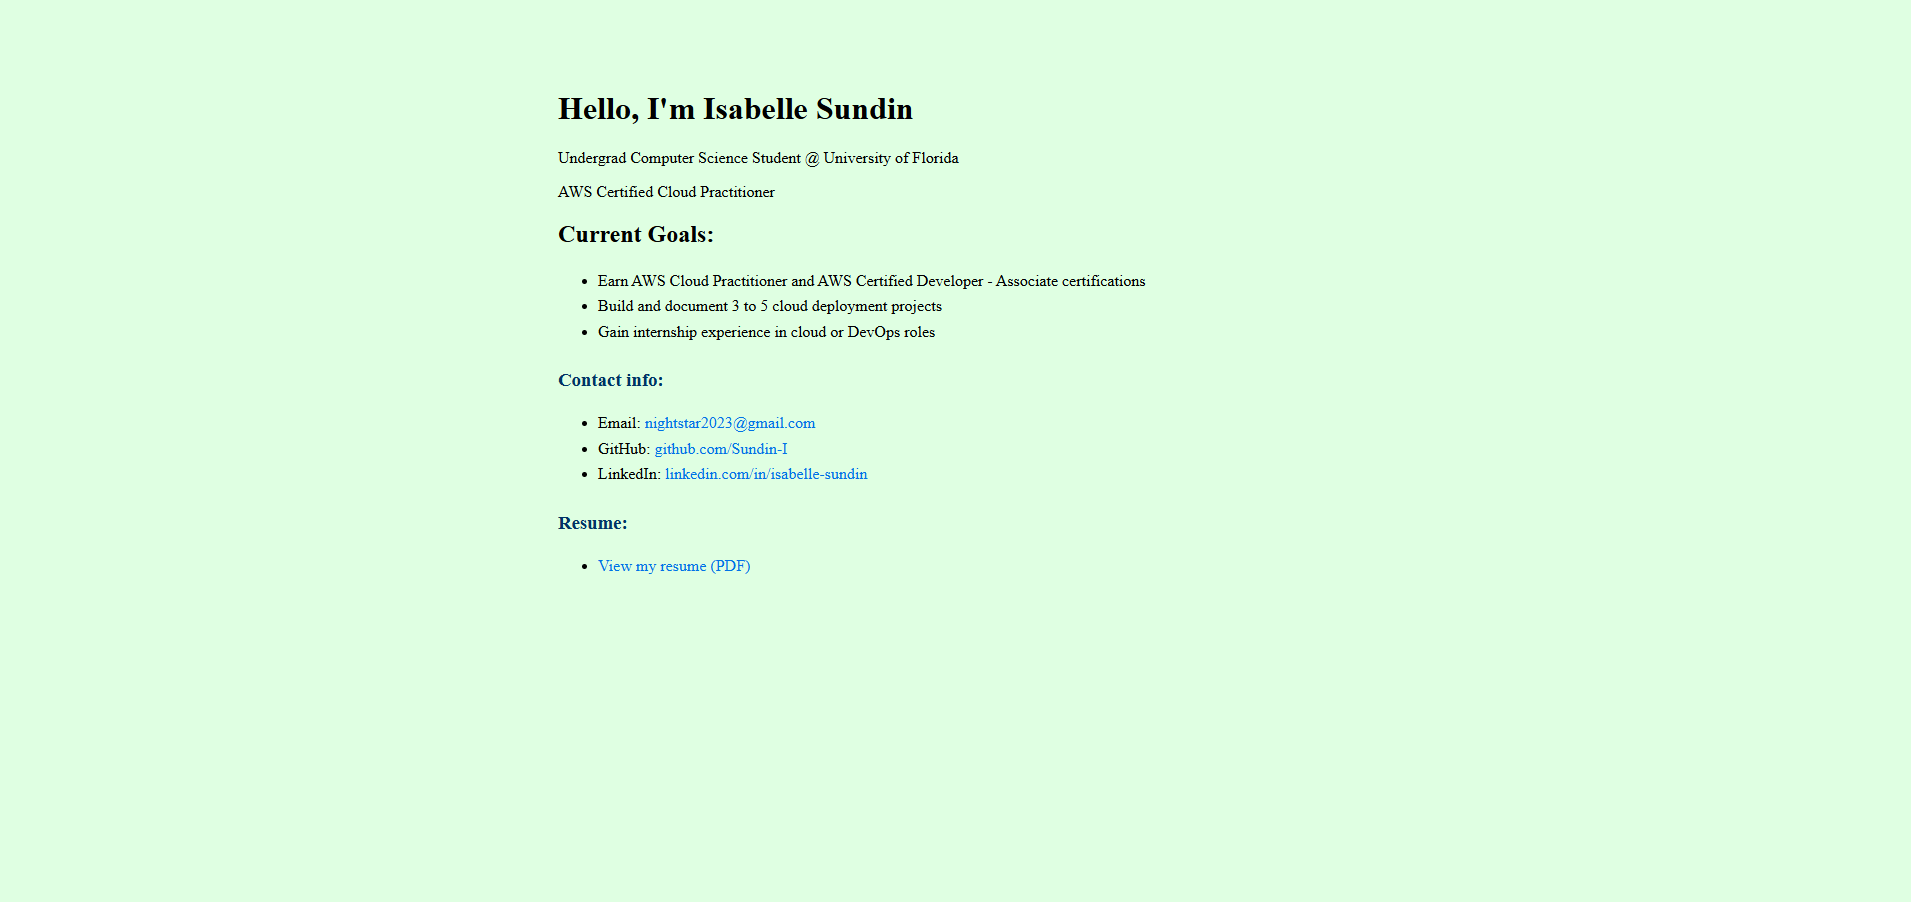 Hello, I'm Isabelle Sundin
Undergrad Computer Science Student @ University of Florida
AWS Certified Cloud Practitioner
Current Goals:
Earn AWS Cloud Practitioner and AWS Certified Developer - Associate certifications
Build and document 3 to 5 cloud deployment projects
Gain internship experience in cloud or DevOps roles
Contact info:
Email: nightstar2023@gmail.com
GitHub: github.com/Sundin-I
LinkedIn: linkedin.com/in/isabelle-sundin
Resume:
View my resume (PDF)